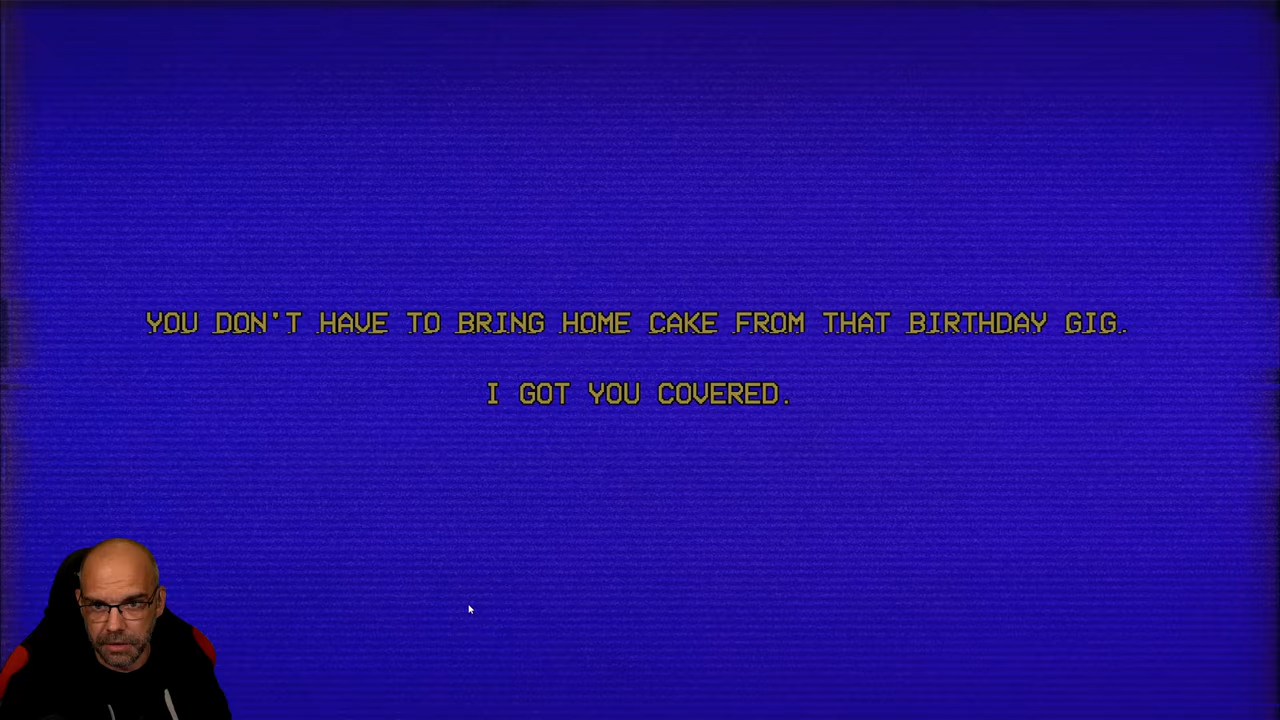 YOU DON'T HAVE TO BRING HOME CAKE FROM THAT BIRTHDAY GIG.
I GOT YOU COVERED.